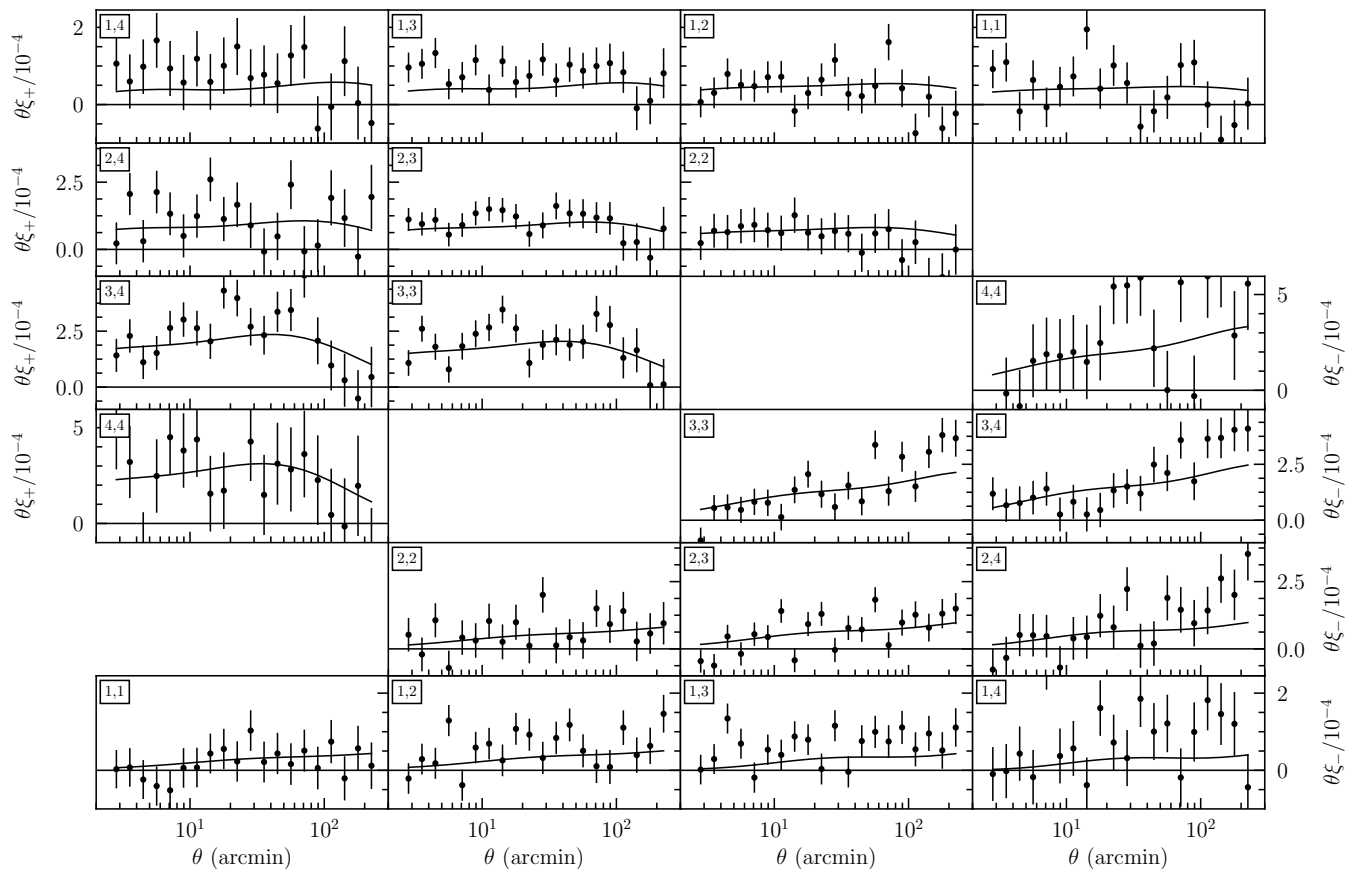 1,4 1,3 1,2 1,1
2
0
θξ₊/10⁻⁴
2,4 2,3 2,2
2.5
0.0
θξ₊/10⁻⁴
3,4 3,3 4,4
2.5 5
0.0 0
θξ₊/10⁻⁴ θξ₋/10⁻⁴
4,4 3,3 3,4
5 2.5
0 0.0
θξ₊/10⁻⁴ θξ₋/10⁻⁴
2,2 2,3 2,4
2.5
0.0
θξ₋/10⁻⁴
1,1 1,2 1,3 1,4
2
0
θξ₋/10⁻⁴
10¹ 10² 10¹ 10² 10¹ 10² 10¹ 10²
θ (arcmin) θ (arcmin) θ (arcmin) θ (arcmin)